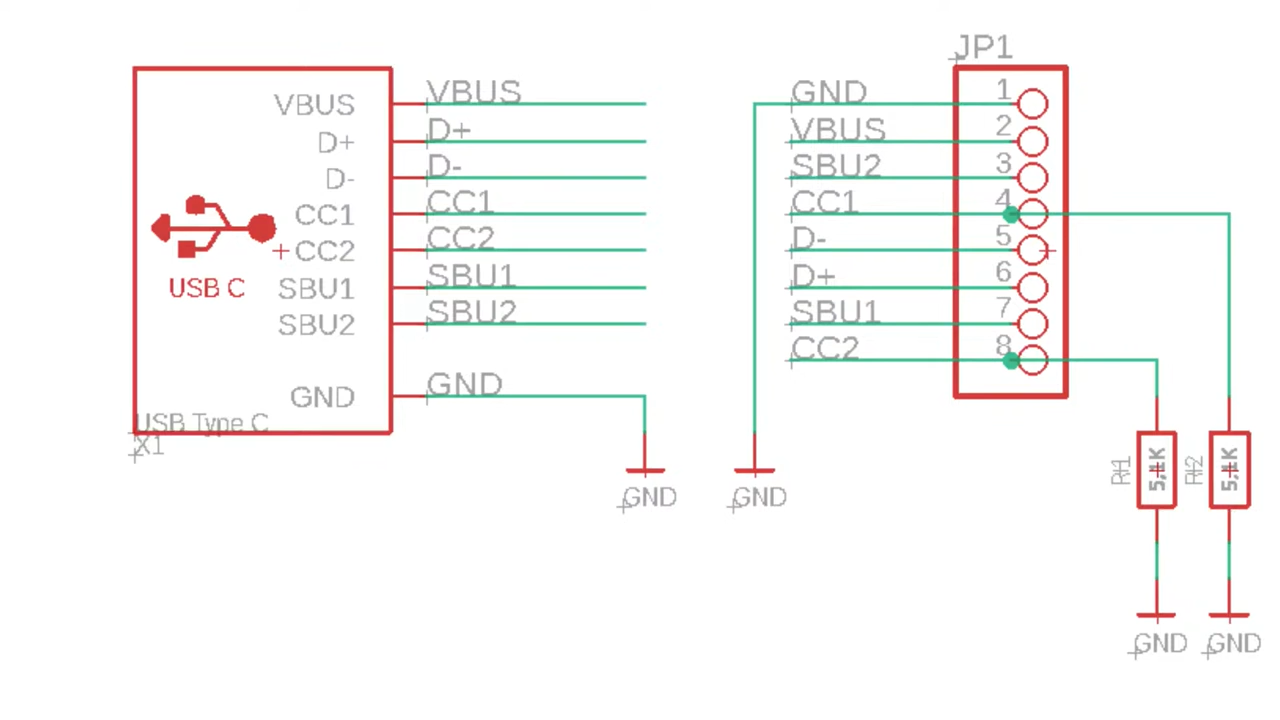 VBUS VBUS
D+ D+
D- D-
CC1 CC1
CC2 CC2
USB C
SBU1 SBU1
SBU2 SBU2
GND GND
USB Type C
X1
GND
JP1
GND 1
VBUS 2
SBU2 3
CC1 4
D- 5
D+ 6
SBU1 7
CC2 8
GND
R1 5,1K
R2 5,1K
GND
GND